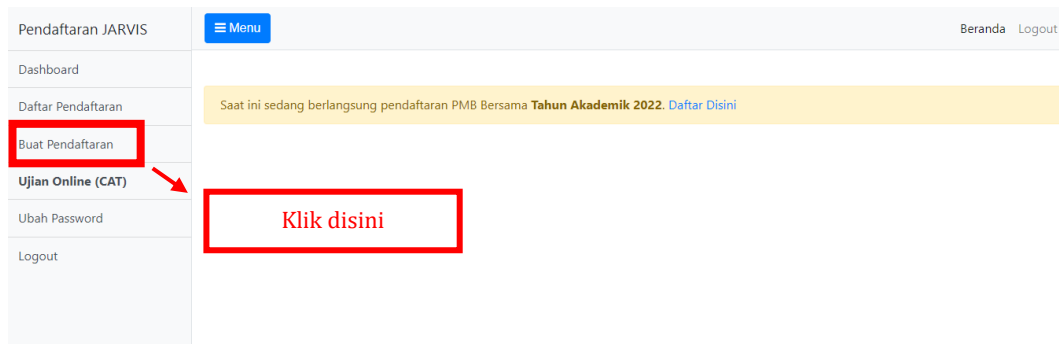 Pendaftaran JARVIS
Menu
Beranda Logout
Dashboard
Daftar Pendaftaran
Buat Pendaftaran
Ujian Online (CAT)
Ubah Password
Logout
Saat ini sedang berlangsung pendaftaran PMB Bersama Tahun Akademik 2022. Daftar Disini
Klik disini